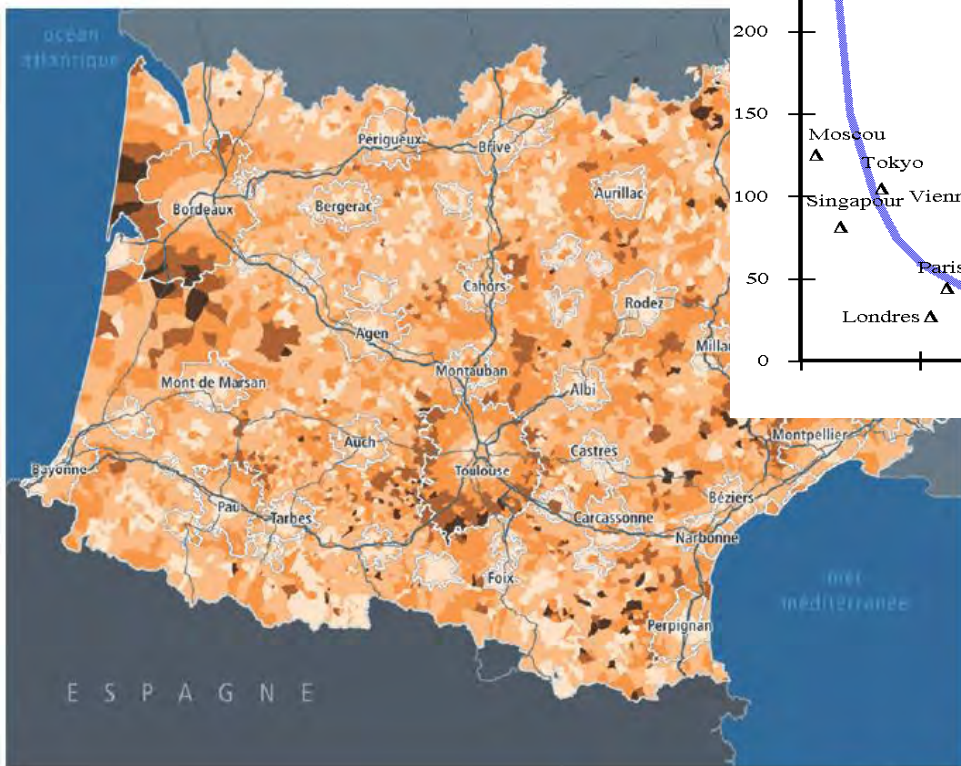 océan
atlantique
Périgueux
Brive
Bordeaux
Bergerac
Aurillac
Cahors
Rodez
Agen
Millau
Montauban
Mont de Marsan
Albi
Auch
Castres
Montpellier
Toulouse
Bayonne
Béziers
Pau
Tarbes
Carcassonne
Narbonne
Foix
mer
méditerranée
Perpignan
ESPAGNE
200
150
Moscou
Tokyo
100
Singapour
Vienn
50
Paris
Londres
0